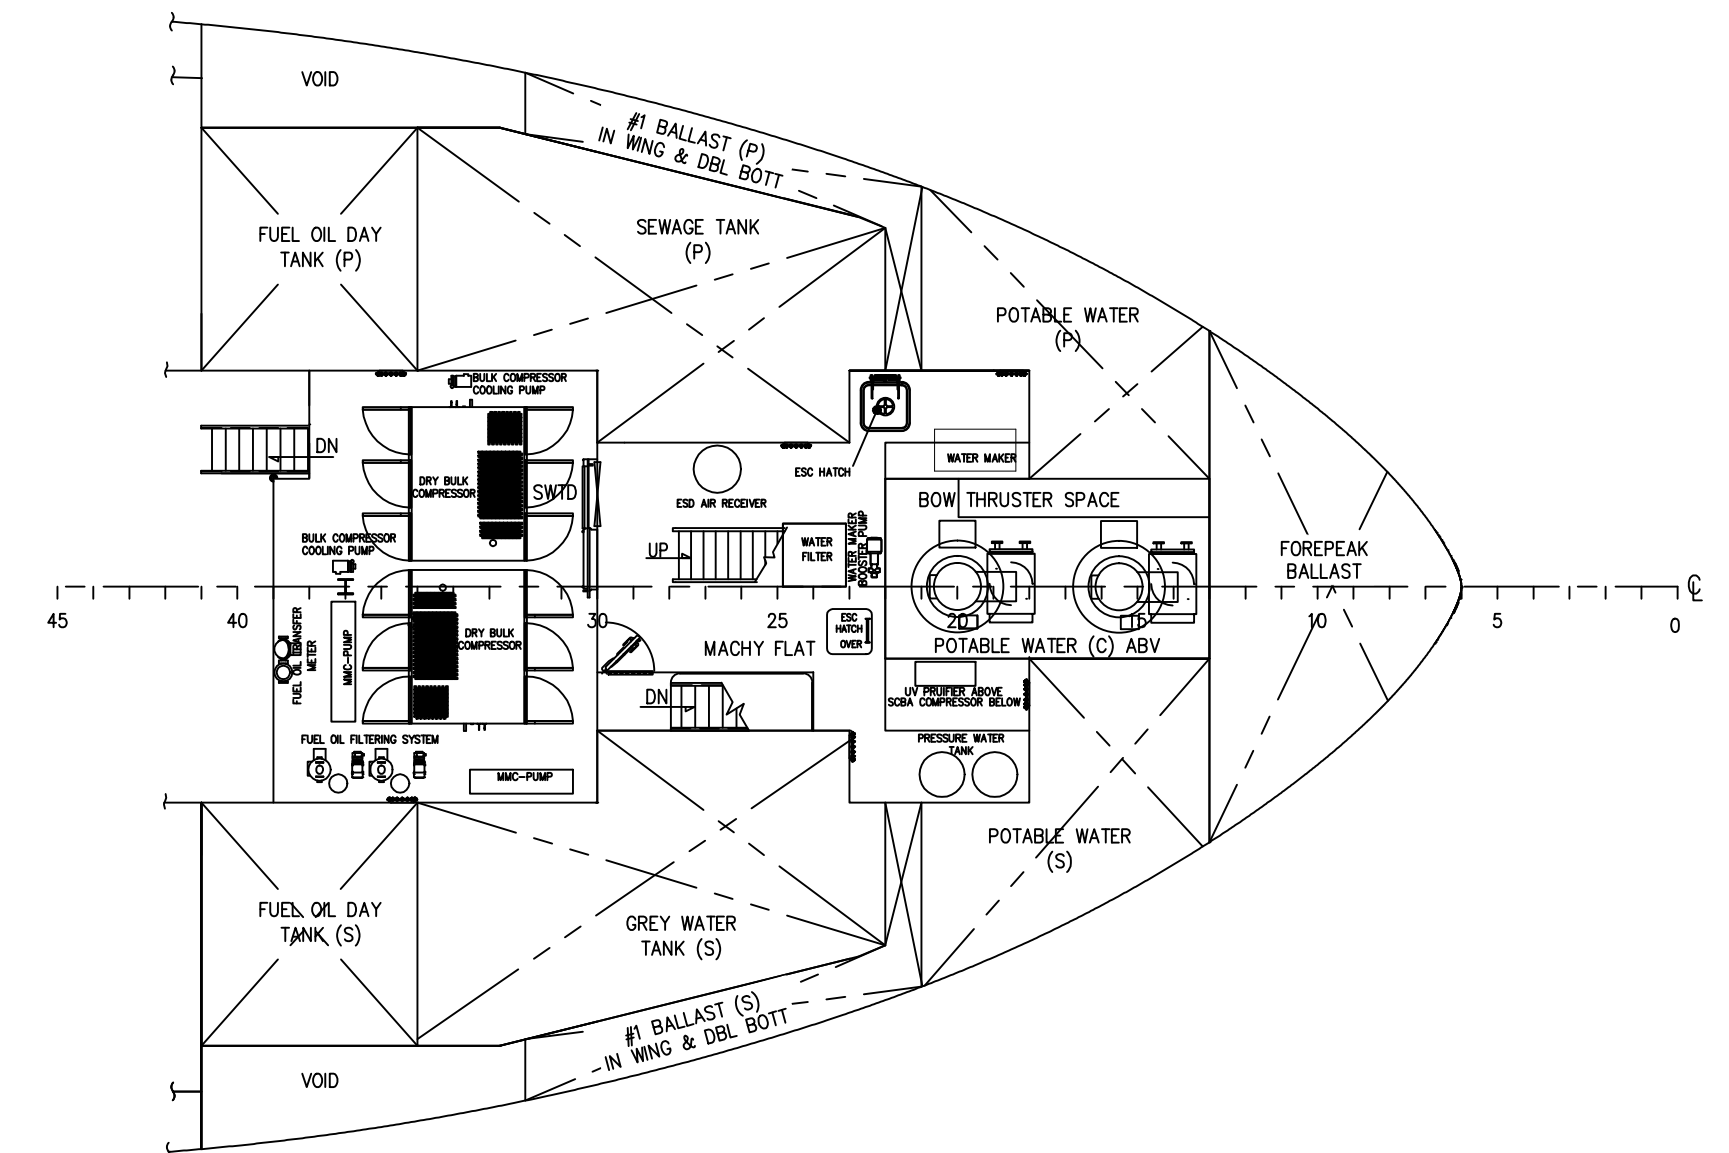 VOID
#1 BALLAST (P)
IN WING & DBL BOTT
FUEL OIL DAY
TANK (P)
SEWAGE TANK
(P)
POTABLE WATER
(P)
BULK COMPRESSOR
COOLING PUMP
DN
DRY BULK
COMPRESSOR
SWTD
ESC HATCH
WATER MAKER
ESD AIR RECEIVER
BOW THRUSTER SPACE
BULK COMPRESSOR
COOLING PUMP
UP
WATER
FILTER
WATER MAKER
BOOSTER PUMP
FOREPEAK
BALLAST
℄
45
40
30
25
20
15
10
5
0
FUEL OIL TRANSFER
METER
MMC-PUMP
DRY BULK
COMPRESSOR
MACHY FLAT
ESC
HATCH
OVER
POTABLE WATER (C) ABV
DN
UV PRUIFIER ABOVE
SCBA COMPRESSOR BELOW
FUEL OIL FILTERING SYSTEM
MMC-PUMP
PRESSURE WATER
TANK
POTABLE WATER
(S)
FUEL OIL DAY
TANK (S)
GREY WATER
TANK (S)
#1 BALLAST (S)
IN WING & DBL BOTT
VOID